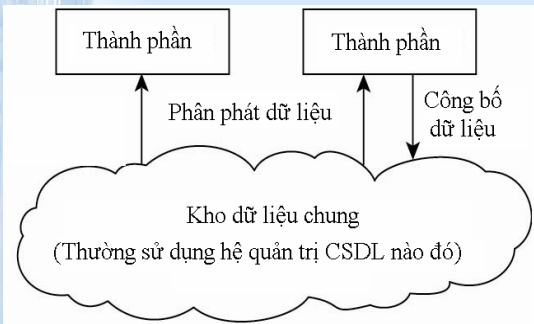 Thành phần
Thành phần
Phân phát dữ liệu
Công bố
dữ liệu
Kho dữ liệu chung
(Thường sử dụng hệ quản trị CSDL nào đó)